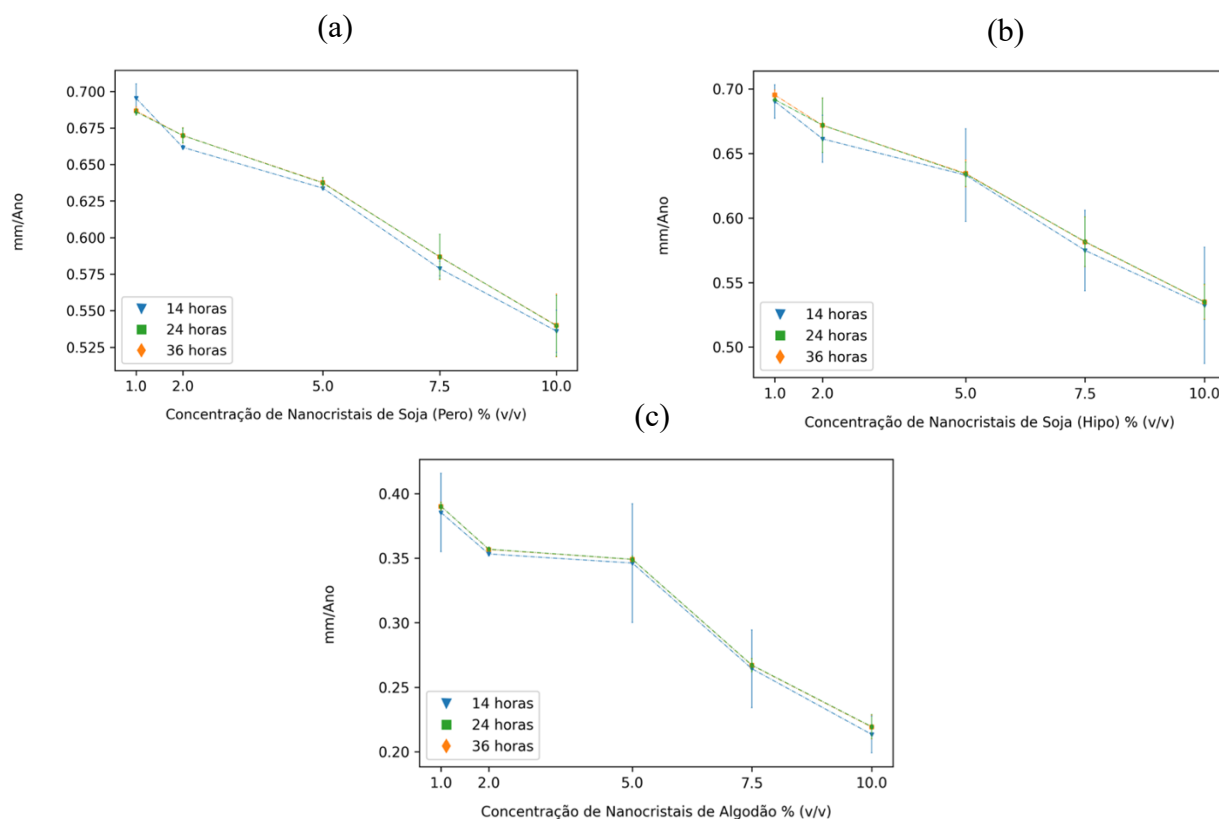 (a)
0.700
0.675
0.650
0.625
0.600
0.575
0.550
0.525
mm/Ano
14 horas
24 horas
36 horas
1.0 2.0 5.0 7.5 10.0
Concentração de Nanocristais de Soja (Pero) % (v/v)
(b)
0.70
0.65
0.60
0.55
0.50
mm/Ano
14 horas
24 horas
36 horas
1.0 2.0 5.0 7.5 10.0
Concentração de Nanocristais de Soja (Hipo) % (v/v)
(c)
0.40
0.35
0.30
0.25
0.20
mm/Ano
14 horas
24 horas
36 horas
1.0 2.0 5.0 7.5 10.0
Concentração de Nanocristais de Algodão % (v/v)